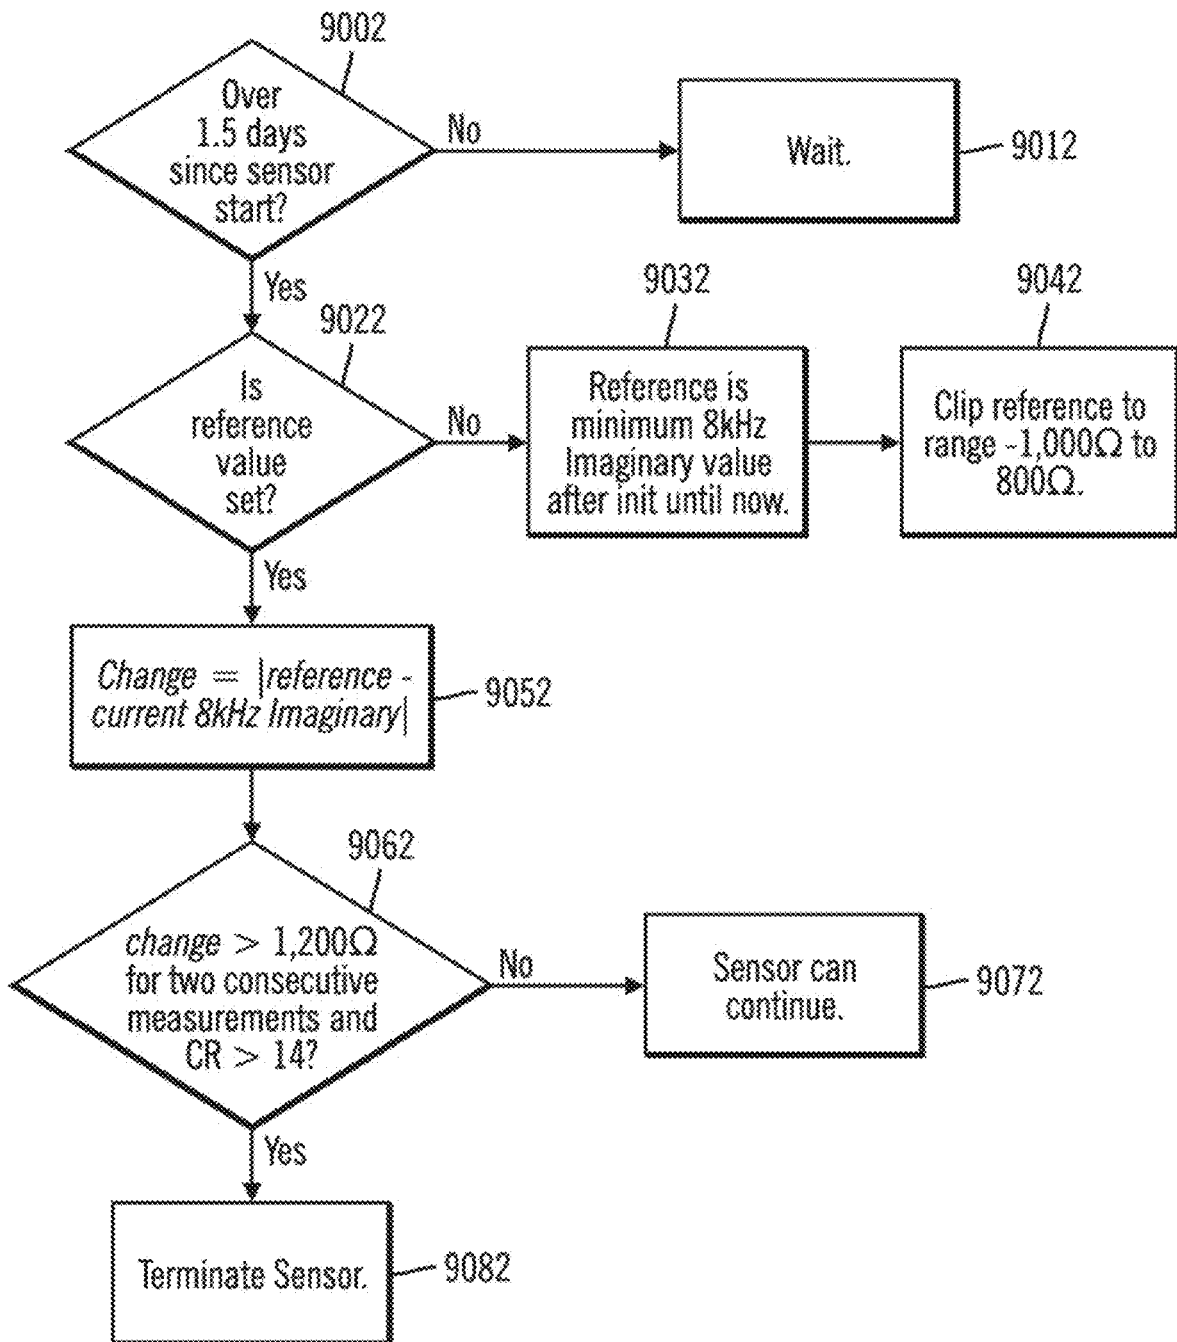 9002
Over
1.5 days
since sensor
start?
No
Wait.
9012
Yes
9022
Is
reference
value
set?
No
9032
Reference is
minimum 8kHz
Imaginary value
after init until now.
9042
Clip reference to
range -1,000Ω to
800Ω.
Yes
Change = |reference -
current 8kHz Imaginary|
9052
9062
change > 1,200Ω
for two consecutive
measurements and
CR > 14?
No
Sensor can
continue.
9072
Yes
Terminate Sensor.
9082